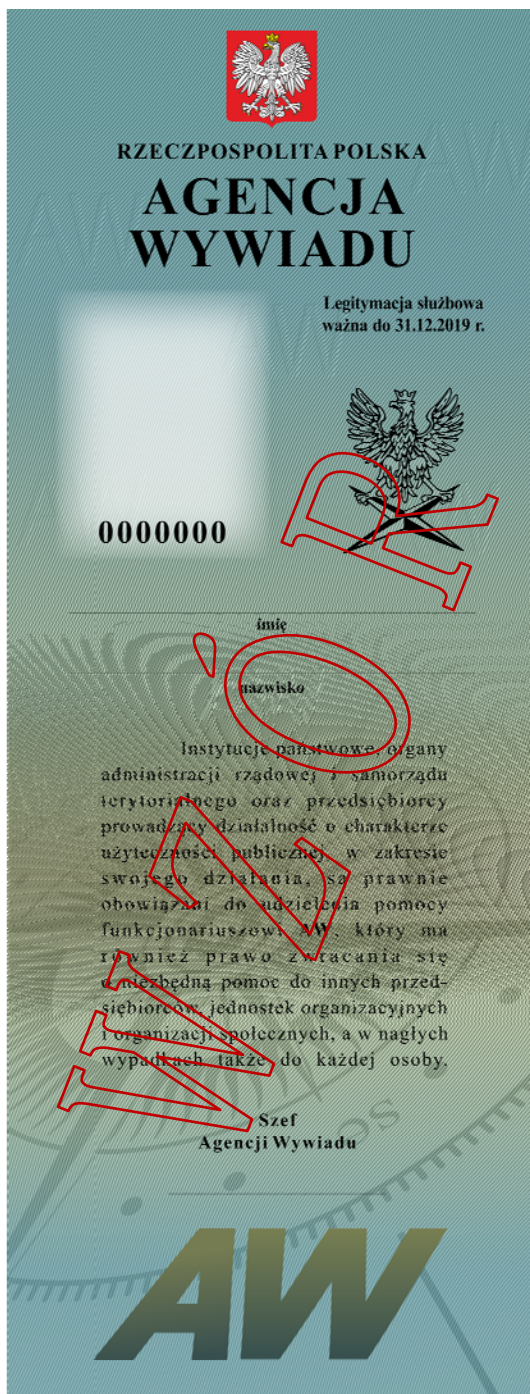 RZECZPOSPOLITA POLSKA
AGENCJA
WYWIADU
Legitymacja służbowa
ważna do 31.12.2019 r.
0000000
imię
nazwisko
Instytucje państwowe, organy
administracji rządowej i samorządu
terytorialnego oraz przedsiębiorcy
prowadzący działalność o charakterze
użyteczności publicznej, w zakresie
swojego działania, są prawnie
obowiązani do udzielenia pomocy
funkcjonariuszowi AW, który ma
również prawo zwracania się
o niezbędną pomoc do innych przed-
siębiorców, jednostek organizacyjnych
i organizacji społecznych, a w nagłych
wypadkach także do każdej osoby.
Szef
Agencji Wywiadu
AW
WZÓR